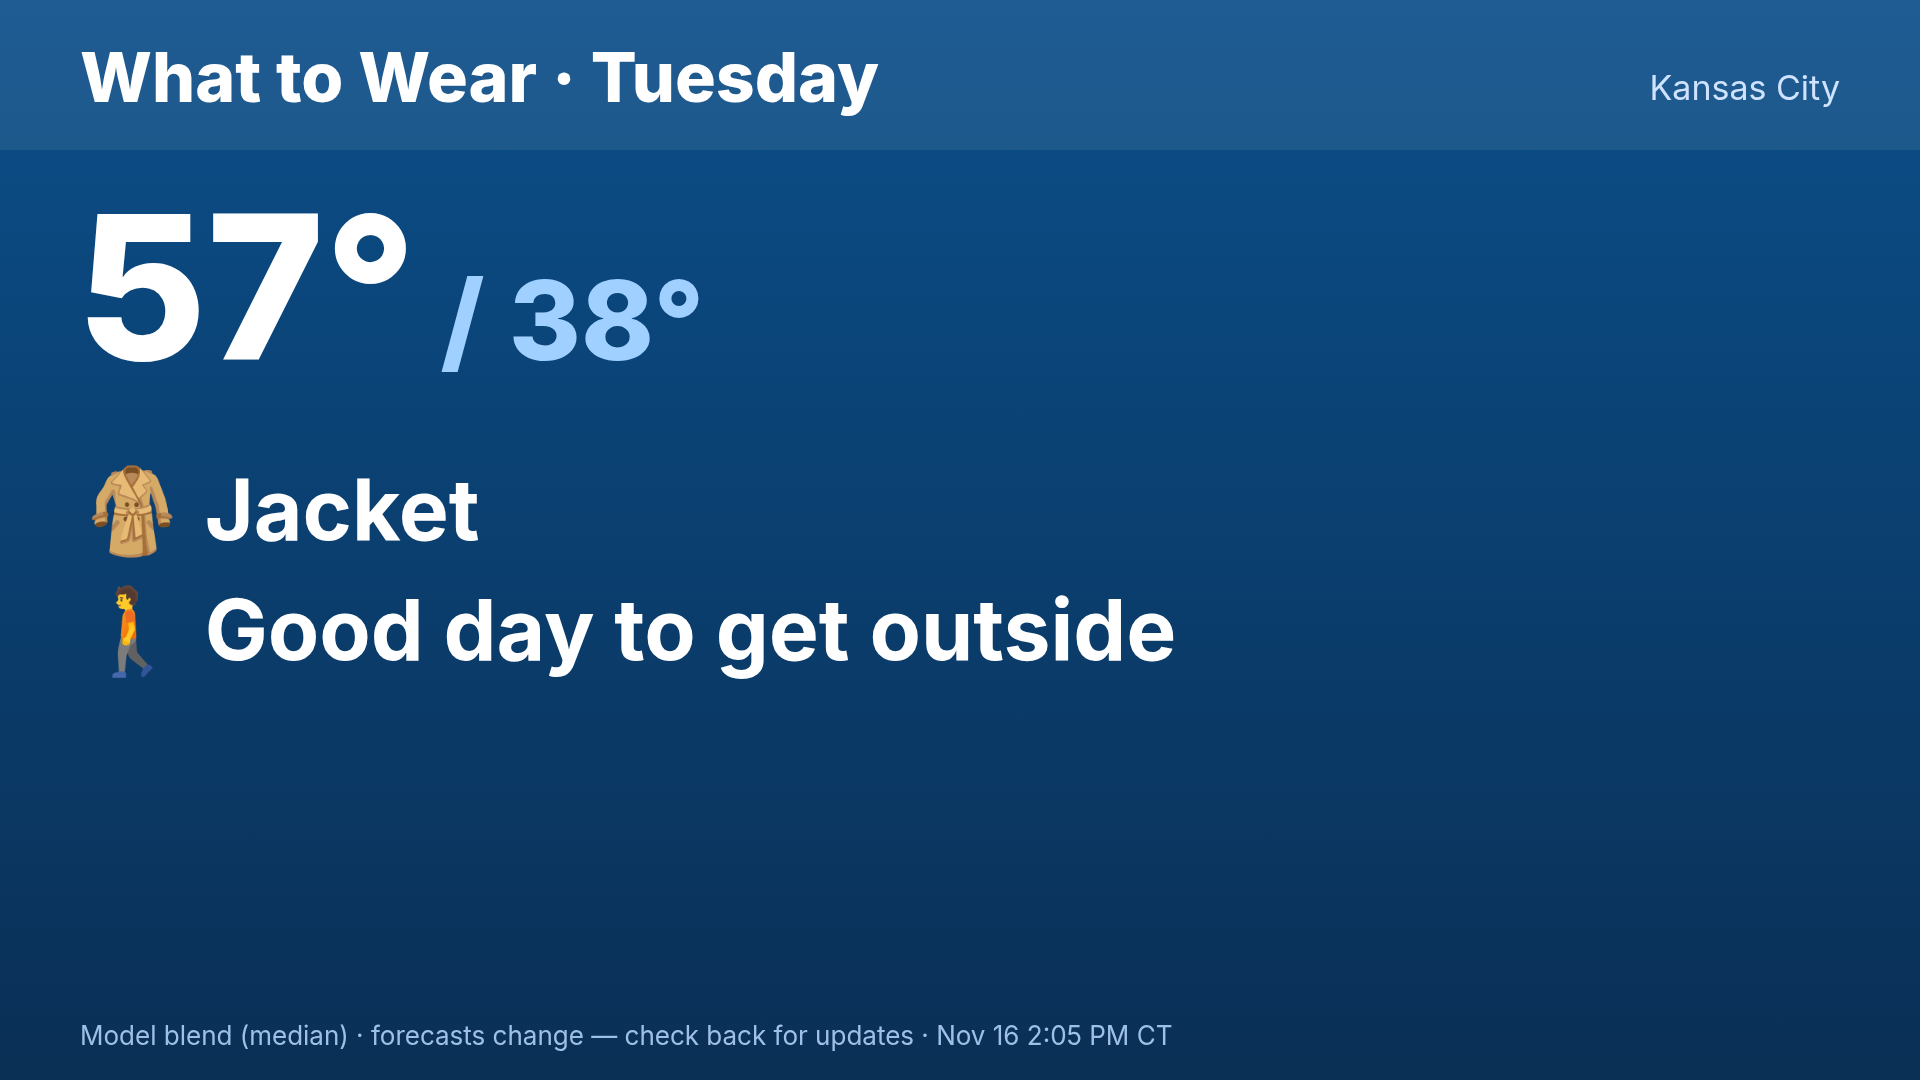 What to Wear · Tuesday
Kansas City
57° / 38°
Jacket
Good day to get outside
Model blend (median) · forecasts change — check back for updates · Nov 16 2:05 PM CT